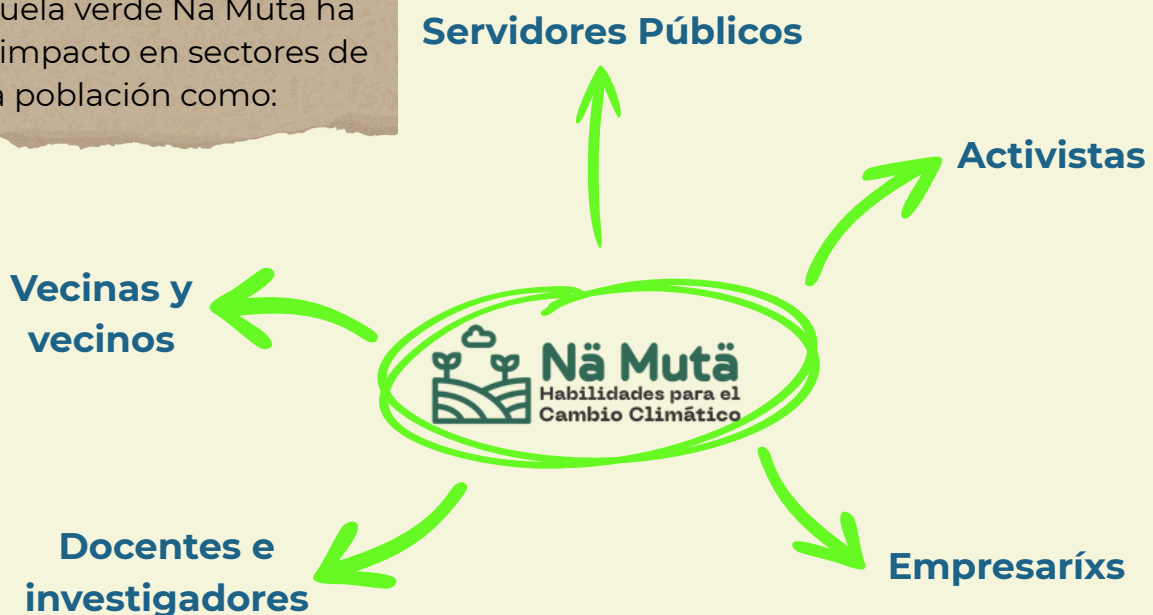 uela verde Nä Mutä ha
impacto en sectores de
a población como:
Servidores Públicos
Activistas
Vecinas y
vecinos
Nä Mutä
Habilidades para el
Cambio Climático
Docentes e
investigadores
Empresaríxs